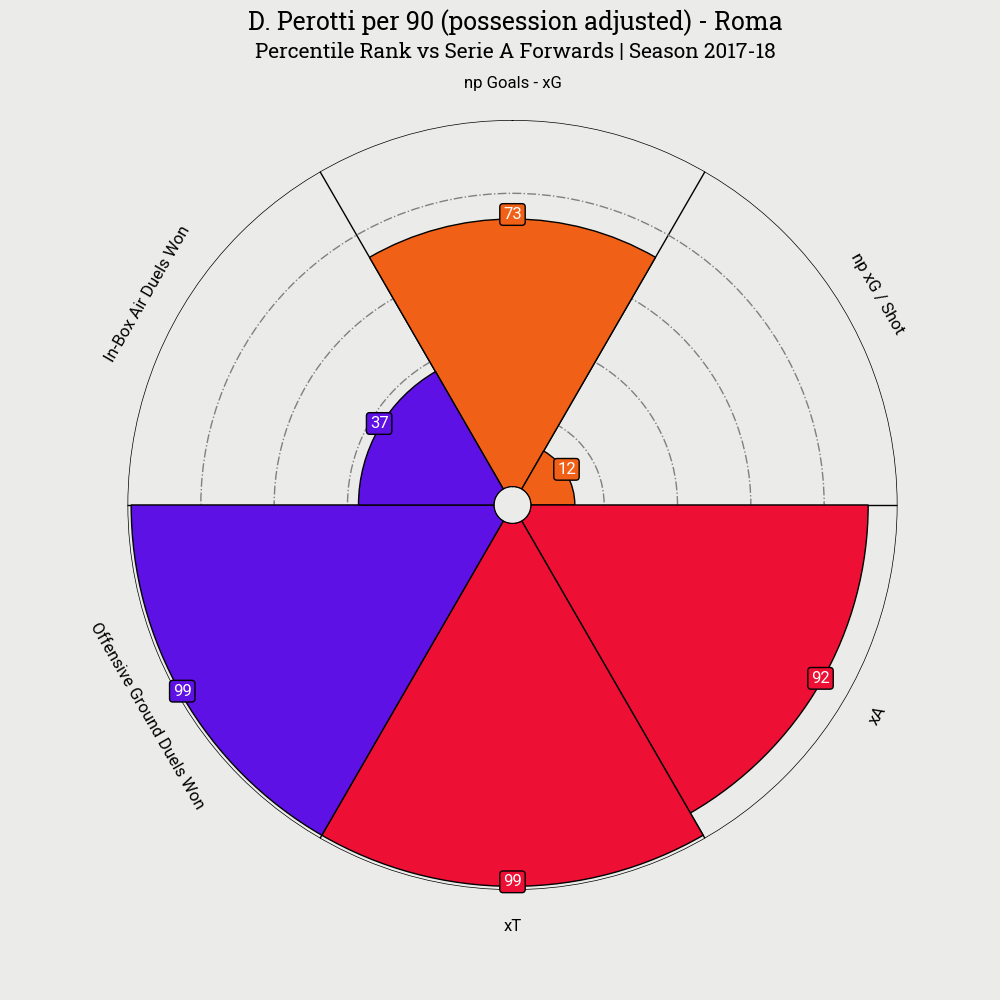 D. Perotti per 90 (possession adjusted) - Roma
Percentile Rank vs Serie A Forwards | Season 2017-18
np Goals - xG
73
In-Box Air Duels Won
np xG / Shot
37
12
Offensive Ground Duels Won
99
92
xA
99
xT